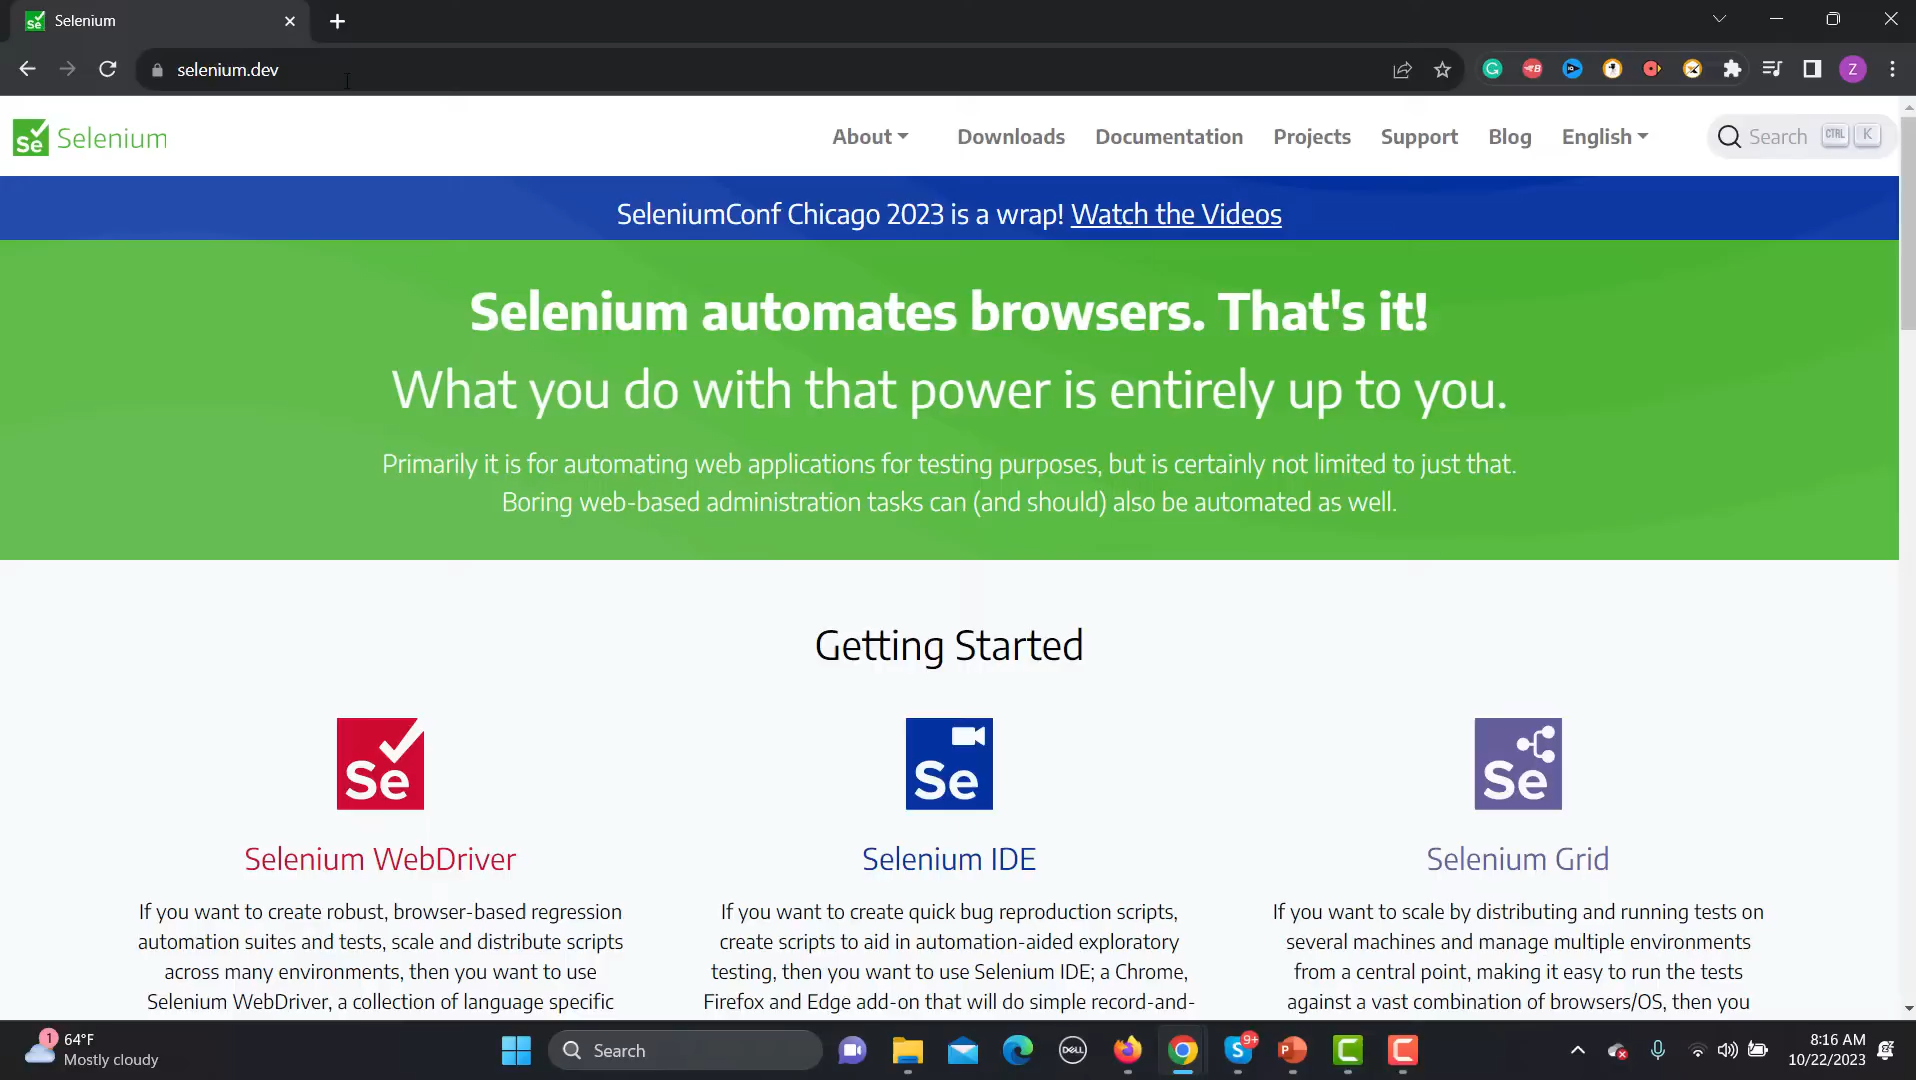 Selenium
selenium.dev
Z
Selenium
About
Downloads
Documentation
Projects
Support
Blog
English
Search CTRL K
SeleniumConf Chicago 2023 is a wrap! Watch the Videos
Selenium automates browsers. That's it!
What you do with that power is entirely up to you.
Primarily it is for automating web applications for testing purposes, but is certainly not limited to just that.
Boring web-based administration tasks can (and should) also be automated as well.
Getting Started
Se
Se
Se
Selenium WebDriver
If you want to create robust, browser-based regression
automation suites and tests, scale and distribute scripts
across many environments, then you want to use
Selenium WebDriver, a collection of language specific
Selenium IDE
If you want to create quick bug reproduction scripts,
create scripts to aid in automation-aided exploratory
testing, then you want to use Selenium IDE; a Chrome,
Firefox and Edge add-on that will do simple record-and-
Selenium Grid
If you want to scale by distributing and running tests on
several machines and manage multiple environments
from a central point, making it easy to run the tests
against a vast combination of browsers/OS, then you
1
64°F
Mostly cloudy
Search
DELL
9+
8:16 AM
10/22/2023